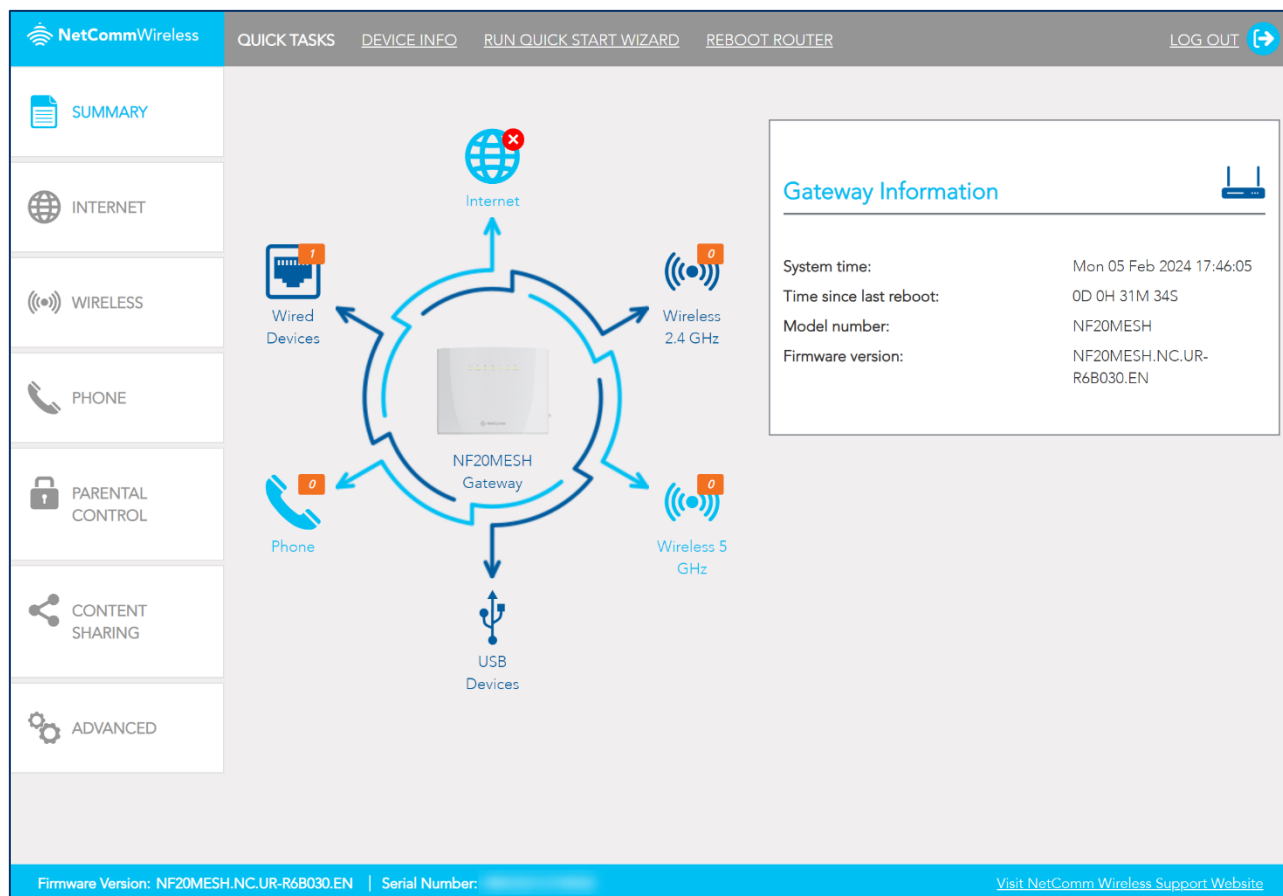 NetCommWireless
QUICK TASKS
DEVICE INFO
RUN QUICK START WIZARD
REBOOT ROUTER
LOG OUT
SUMMARY
INTERNET
WIRELESS
PHONE
PARENTAL
CONTROL
CONTENT
SHARING
ADVANCED
Internet
1
Wired
Devices
0
Wireless
2.4 GHz
NetComm
NF20MESH
Gateway
0
Phone
0
Wireless 5
GHz
USB
Devices
Gateway Information
System time: Mon 05 Feb 2024 17:46:05
Time since last reboot: 0D 0H 31M 34S
Model number: NF20MESH
Firmware version: NF20MESH.NC.UR-
R6B030.EN
Firmware Version: NF20MESH.NC.UR-R6B030.EN | Serial Number:
Visit NetComm Wireless Support Website